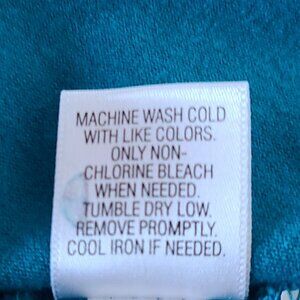 MACHINE WASH COLD
WITH LIKE COLORS.
ONLY NON-
CHLORINE BLEACH
WHEN NEEDED.
TUMBLE DRY LOW.
REMOVE PROMPTLY.
COOL IRON IF NEEDED.